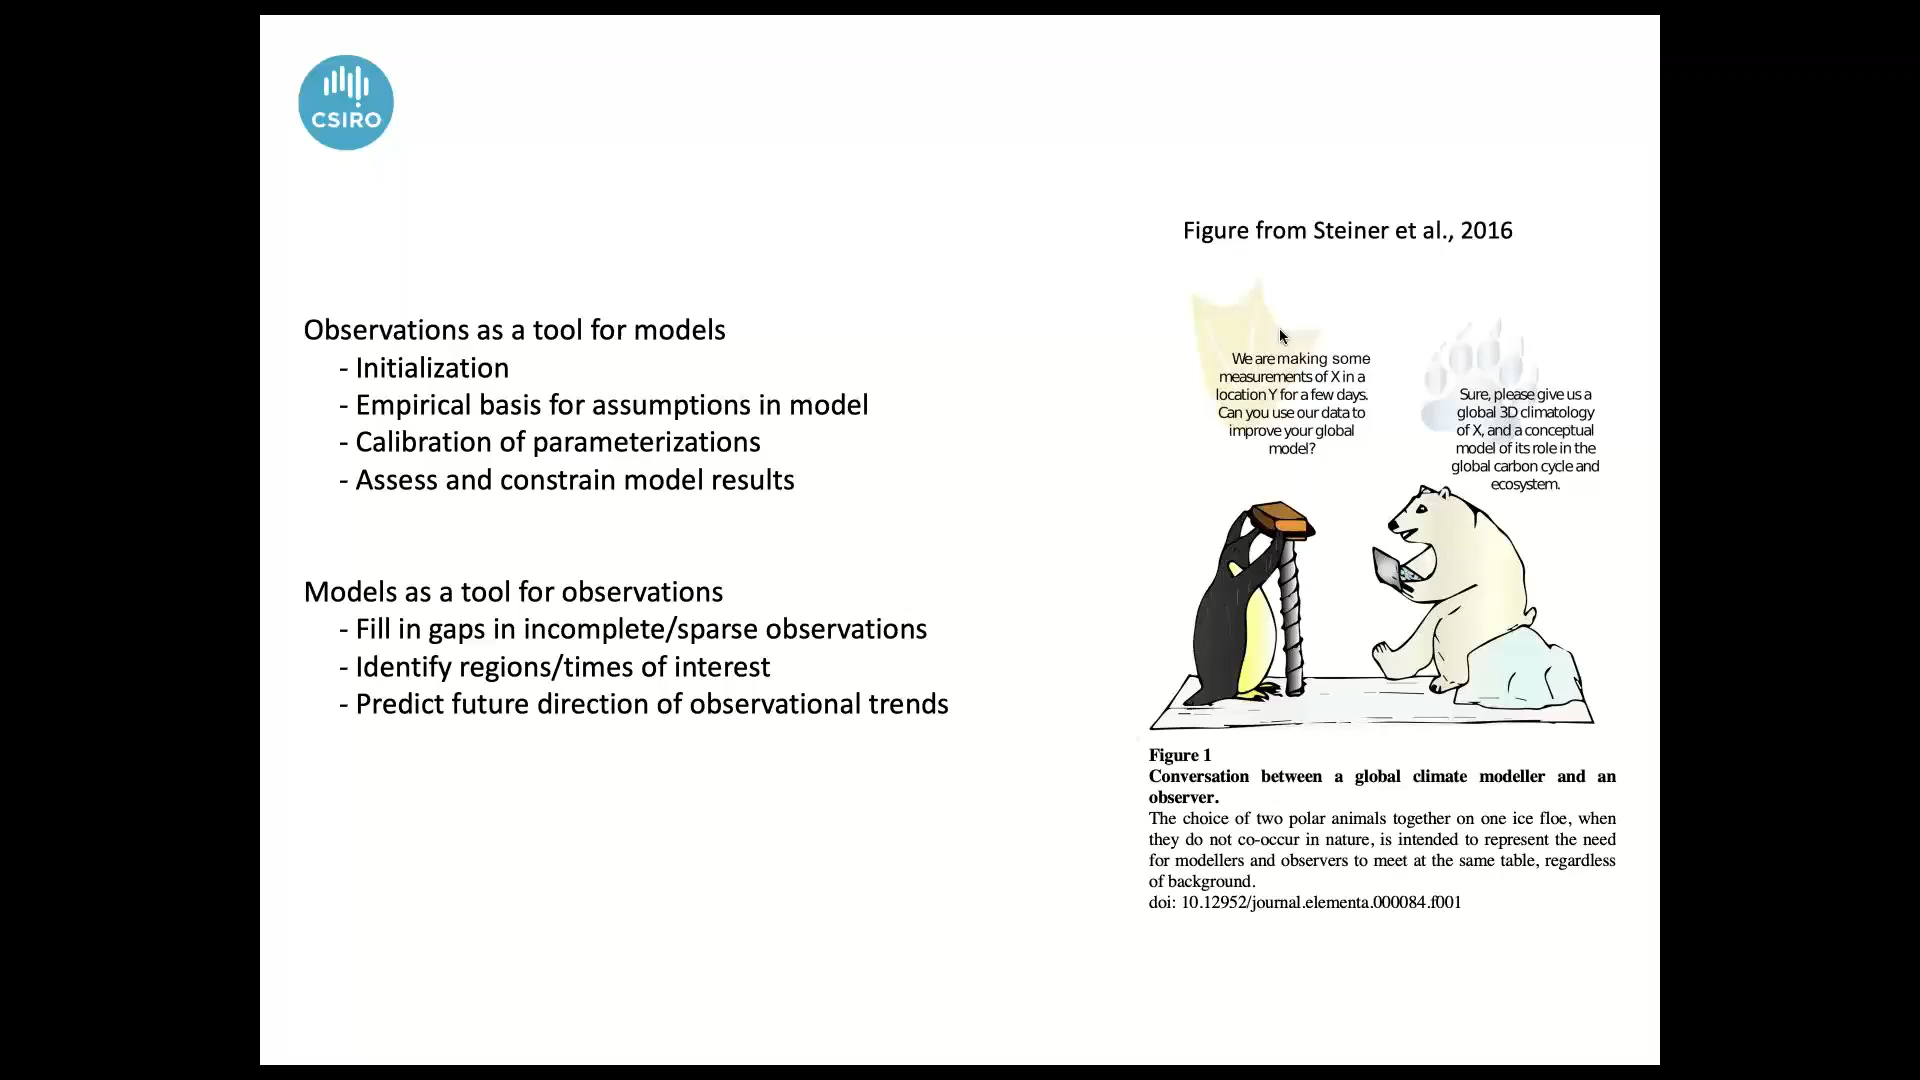 CSIRO
Observations as a tool for models
- Initialization
- Empirical basis for assumptions in model
- Calibration of parameterizations
- Assess and constrain model results
Models as a tool for observations
- Fill in gaps in incomplete/sparse observations
- Identify regions/times of interest
- Predict future direction of observational trends
Figure from Steiner et al., 2016
We are making some
measurements of X in a
location Y for a few days.
Can you use our data to
improve your global
model?
Sure, please give us a
global 3D climatology
of X, and a conceptual
model of its role in the
global carbon cycle and
ecosystem.
Figure 1
Conversation between a global climate modeller and an
observer.
The choice of two polar animals together on one ice floe, when
they do not co-occur in nature, is intended to represent the need
for modellers and observers to meet at the same table, regardless
of background.
doi: 10.12952/journal.elementa.000084.f001